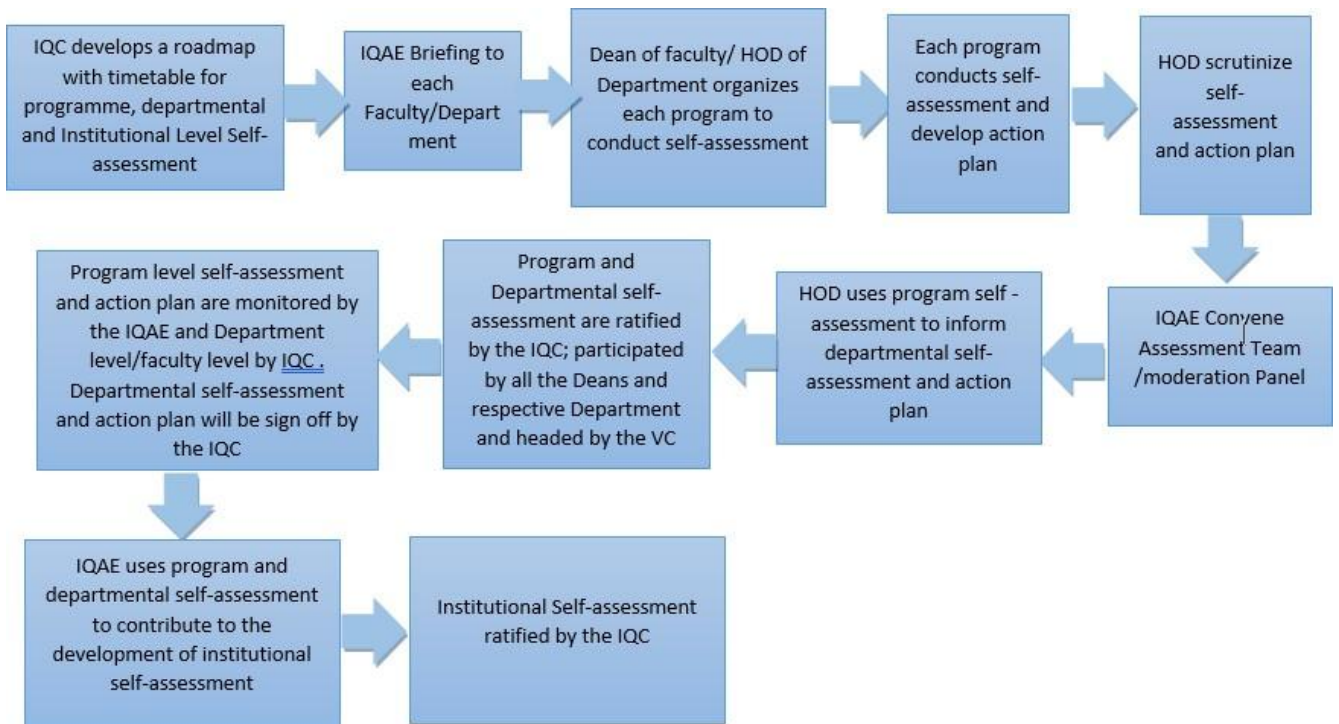 IQC develops a roadmap
with timetable for
programme, departmental
and Institutional Level Self-
assessment
IQAE Briefing to
each
Faculty/Depart
ment
Dean of faculty/ HOD of
Department organizes
each program to
conduct self-assessment
Each program
conducts self-
assessment and
develop action
plan
HOD scrutinize
self-
assessment
and action plan
IQAE Convene
Assessment Team
/moderation Panel
HOD uses program self -
assessment to inform
departmental self-
assessment and action
plan
Program and
Departmental self-
assessment are ratified
by the IQC; participated
by all the Deans and
respective Department
and headed by the VC
Program level self-assessment
and action plan are monitored by
the IQAE and Department
level/faculty level by IQC .
Departmental self-assessment
and action plan will be sign off by
the IQC
IQAE uses program and
departmental self-assessment
to contribute to the
development of institutional
self-assessment
Institutional Self-assessment
ratified by the IQC